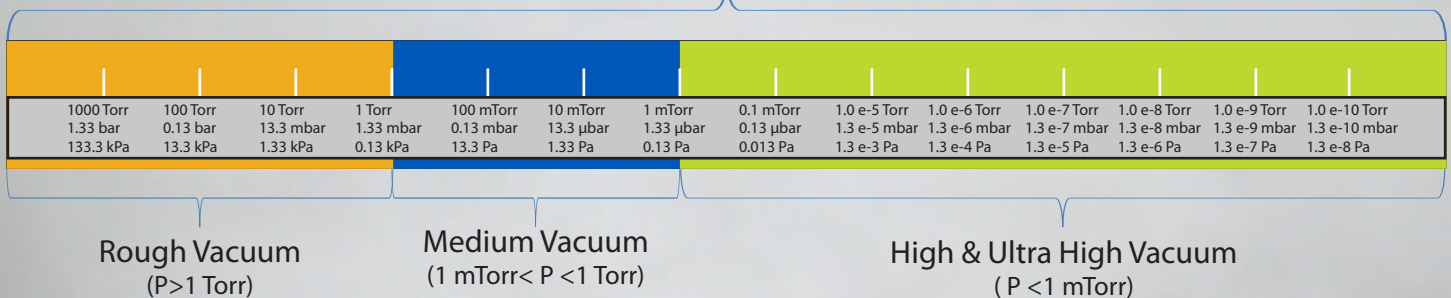 1000 Torr 100 Torr 10 Torr 1 Torr 100 mTorr 10 mTorr 1 mTorr 0.1 mTorr 1.0 e-5 Torr 1.0 e-6 Torr 1.0 e-7 Torr 1.0 e-8 Torr 1.0 e-9 Torr 1.0 e-10 Torr
1.33 bar 0.13 bar 13.3 mbar 1.33 mbar 0.13 mbar 13.3 µbar 1.33 µbar 0.13 µbar 1.3 e-5 mbar 1.3 e-6 mbar 1.3 e-7 mbar 1.3 e-8 mbar 1.3 e-9 mbar 1.3 e-10 mbar
133.3 kPa 13.3 kPa 1.33 kPa 0.13 kPa 13.3 Pa 1.33 Pa 0.13 Pa 0.013 Pa 1.3 e-3 Pa 1.3 e-4 Pa 1.3 e-5 Pa 1.3 e-6 Pa 1.3 e-7 Pa 1.3 e-8 Pa
Rough Vacuum Medium Vacuum High & Ultra High Vacuum
(P>1 Torr) (1 mTorr< P <1 Torr) ( P <1 mTorr)